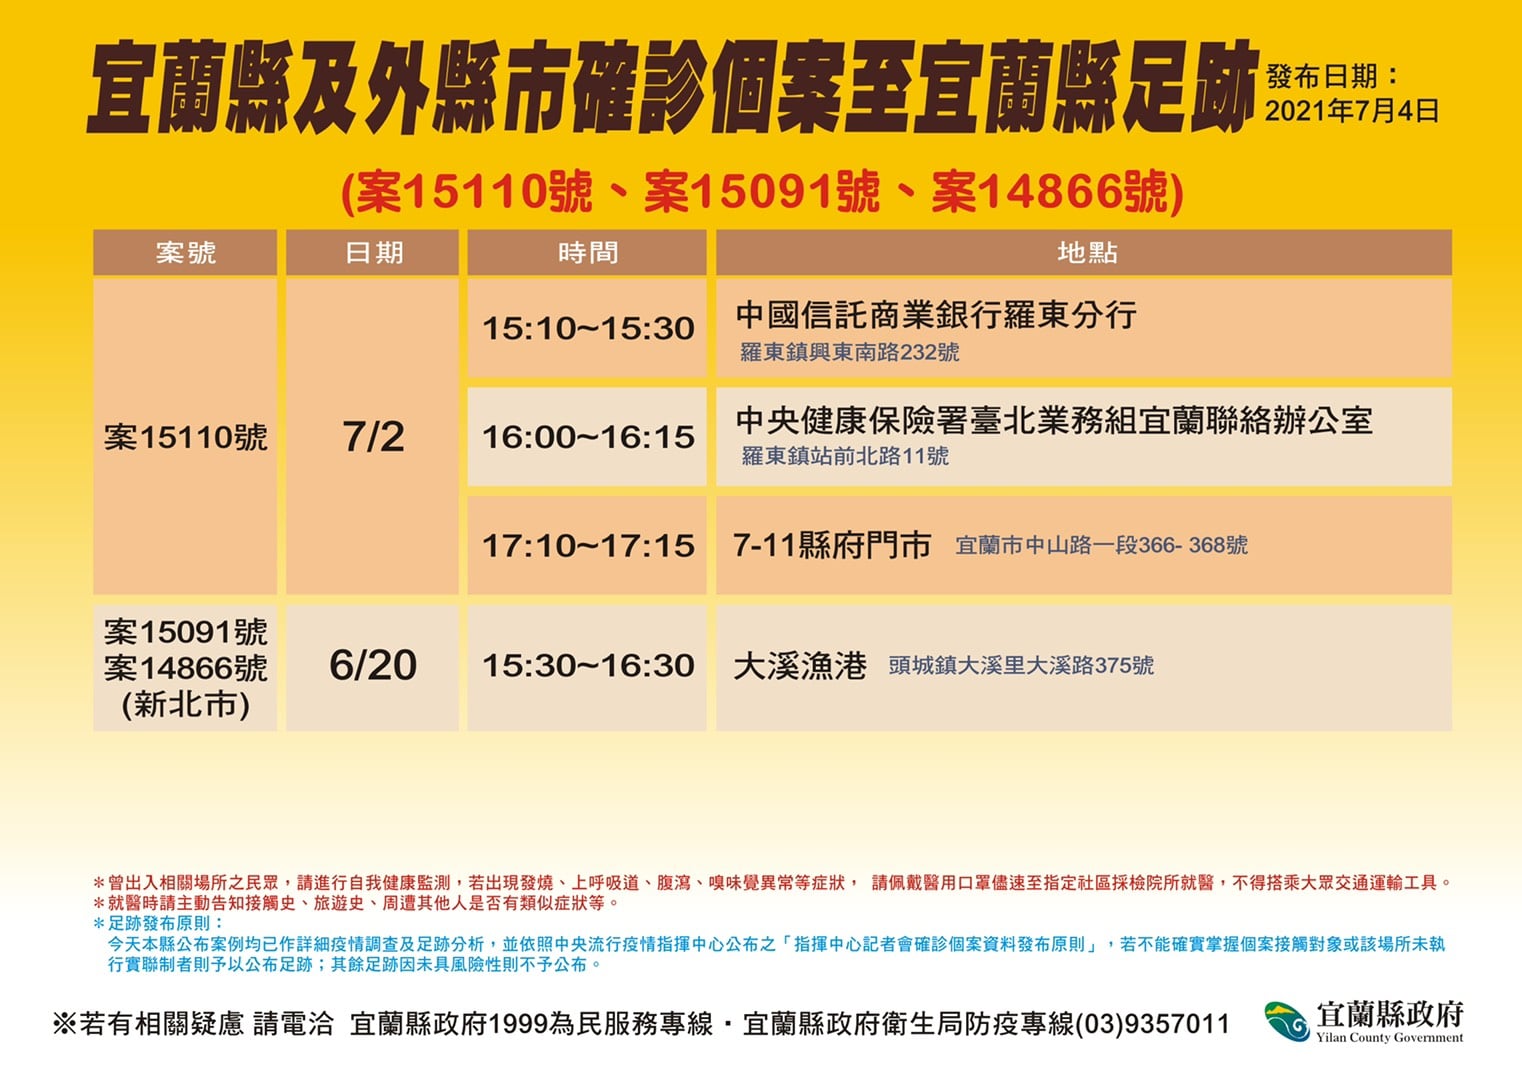 宜蘭縣及外縣市確診個案至宜蘭縣足跡
發布日期：
2021年7月4日
(案15110號、案15091號、案14866號)
案號 日期 時間 地點
案15110號 7/2
15:10~15:30 中國信託商業銀行羅東分行
羅東鎮興東南路232號
16:00~16:15 中央健康保險署臺北業務組宜蘭聯絡辦公室
羅東鎮站前北路11號
17:10~17:15 7-11縣府門市 宜蘭市中山路一段366- 368號
案15091號
案14866號
(新北市)
6/20 15:30~16:30 大溪漁港 頭城鎮大溪里大溪路375號
＊曾出入相關場所之民眾，請進行自我健康監測，若出現發燒、上呼吸道、腹瀉、嗅味覺異常等症狀， 請佩戴醫用口罩儘速至指定社區採檢院所就醫，不得搭乘大眾交通運輸工具。
＊就醫時請主動告知接觸史、旅遊史、周遭其他人是否有類似症狀等。
＊足跡發布原則：
今天本縣公布案例均已作詳細疫情調查及足跡分析，並依照中央流行疫情指揮中心公布之「指揮中心記者會確診個案資料發布原則」，若不能確實掌握個案接觸對象或該場所未執
行實聯制者則予以公布足跡；其餘足跡因未具風險性則不予公布。
※若有相關疑慮 請電洽 宜蘭縣政府1999為民服務專線・宜蘭縣政府衛生局防疫專線(03)9357011
宜蘭縣政府
Yilan County Government